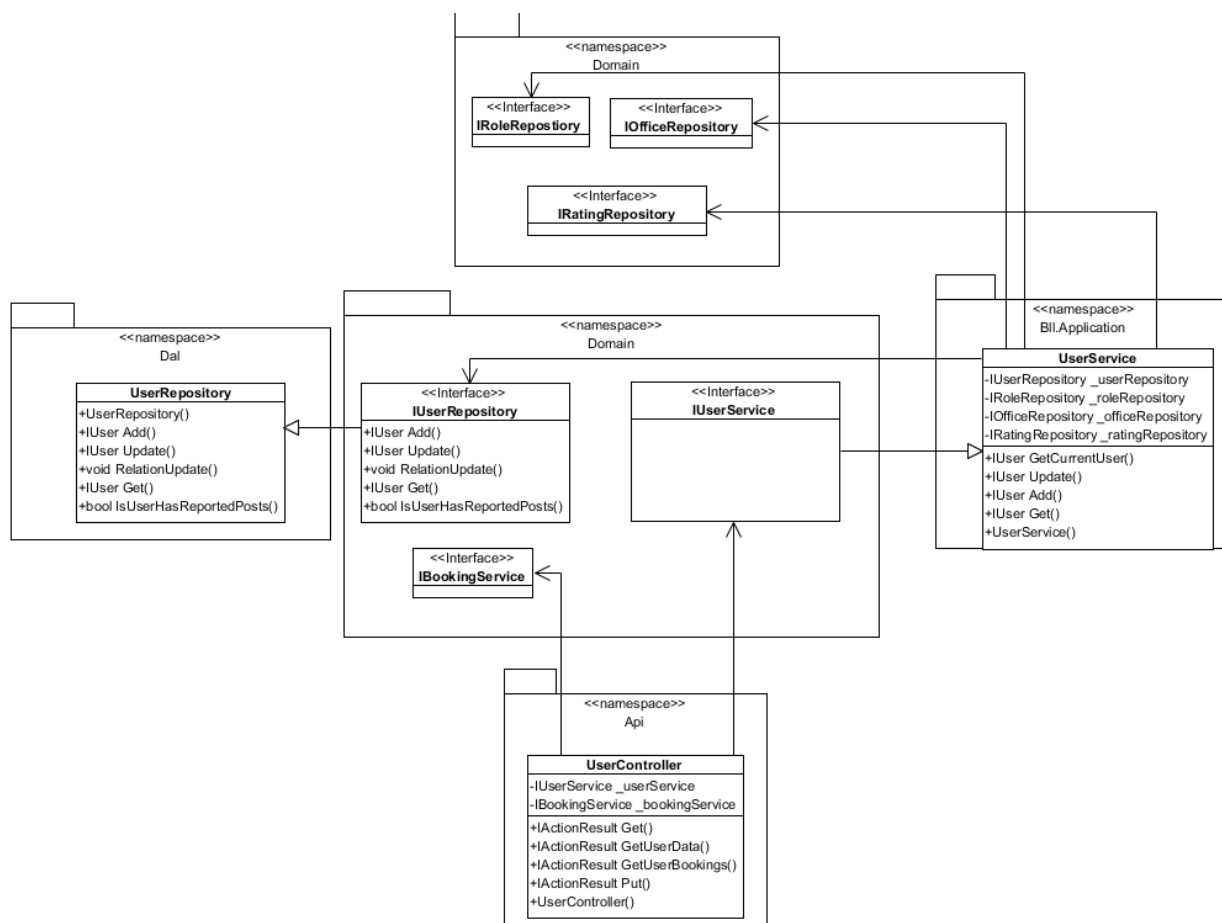 <<namespace>>
Domain
<<Interface>>
IRoleRepostiory
<<Interface>>
IOfficeRepository
<<Interface>>
IRatingRepository
<<namespace>>
Dal
UserRepository
+UserRepository()
+IUser Add()
+IUser Update()
+void RelationUpdate()
+IUser Get()
+bool IsUserHasReportedPosts()
<<namespace>>
Domain
<<Interface>>
IUserRepository
+IUser Add()
+IUser Update()
+void RelationUpdate()
+IUser Get()
+bool IsUserHasReportedPosts()
<<Interface>>
IUserService
<<Interface>>
IBookingService
<<namespace>>
Bll.Application
UserService
-IUserRepository _userRepository
-IRoleRepository _roleRepository
-IOfficeRepository _officeRepository
-IRatingRepository _ratingRepository
+IUser GetCurrentUser()
+IUser Update()
+IUser Add()
+IUser Get()
+UserService()
<<namespace>>
Api
UserController
-IUserService _userService
-IBookingService _bookingService
+IActionResult Get()
+IActionResult GetUserData()
+IActionResult GetUserBookings()
+IActionResult Put()
+UserController()